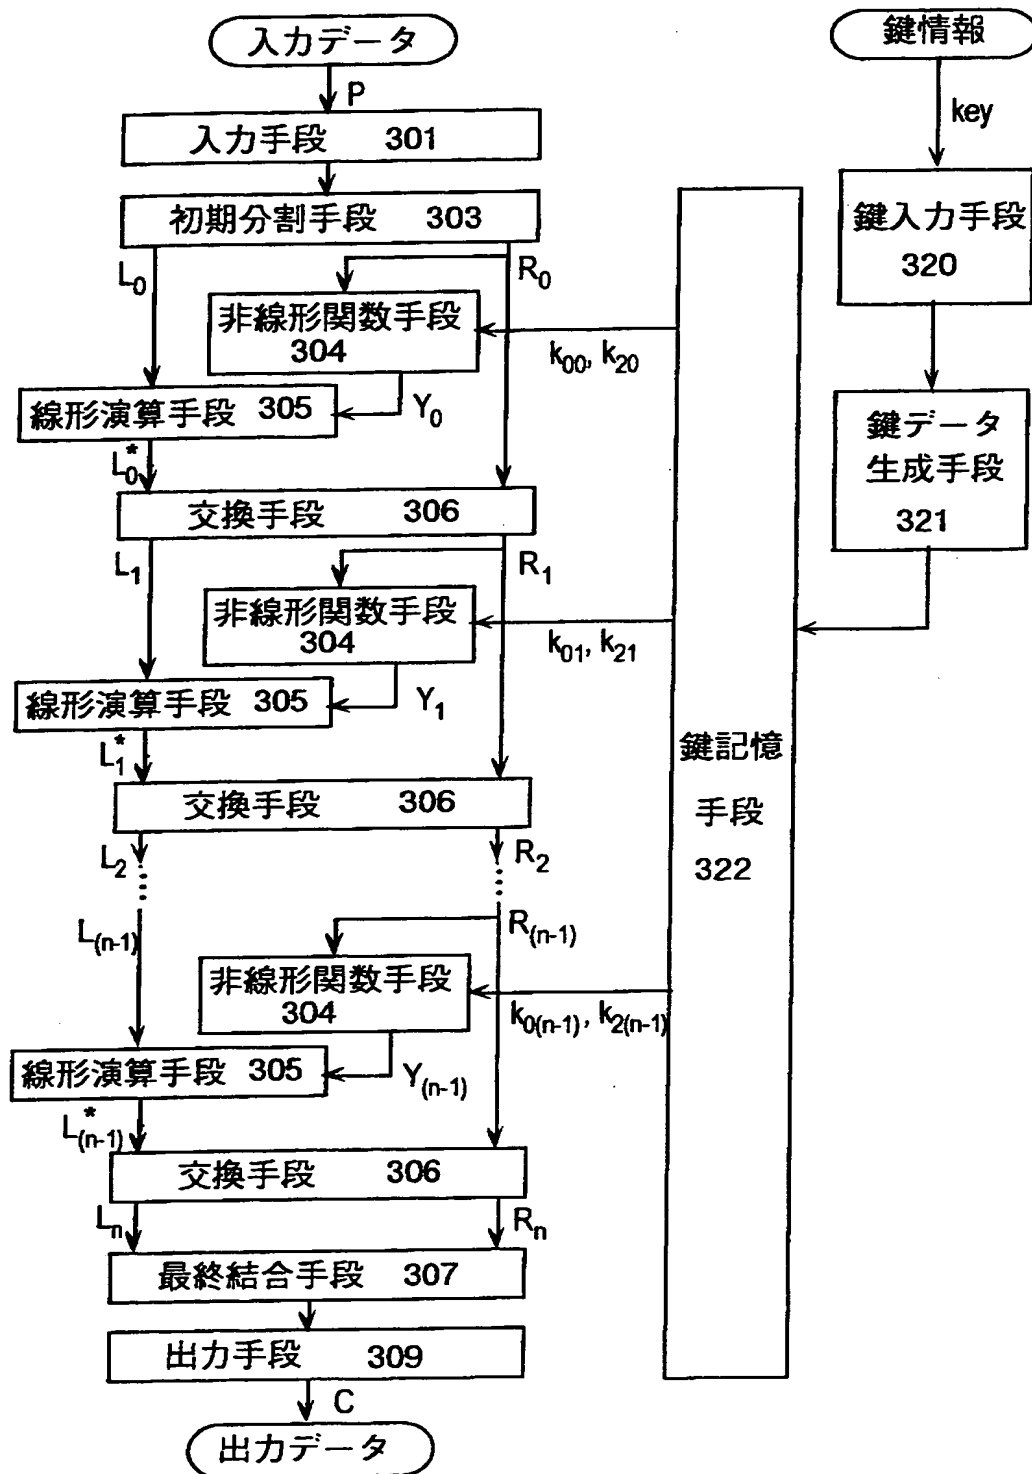 入力データ
P
入力手段 301
初期分割手段 303
L₀
R₀
非線形関数手段
304
k₀₀, k₂₀
線形演算手段 305
Y₀
L₀*
交換手段 306
L₁
R₁
非線形関数手段
304
k₀₁, k₂₁
線形演算手段 305
Y₁
L₁*
交換手段 306
L₂
R₂
L₍ₙ₋₁₎
R₍ₙ₋₁₎
非線形関数手段
304
k₀₍ₙ₋₁₎, k₂₍ₙ₋₁₎
線形演算手段 305
Y₍ₙ₋₁₎
L₍ₙ₋₁₎*
交換手段 306
Lₙ
Rₙ
最終結合手段 307
出力手段 309
C
出力データ
鍵情報
key
鍵入力手段
320
鍵データ
生成手段
321
鍵記憶
手段
322